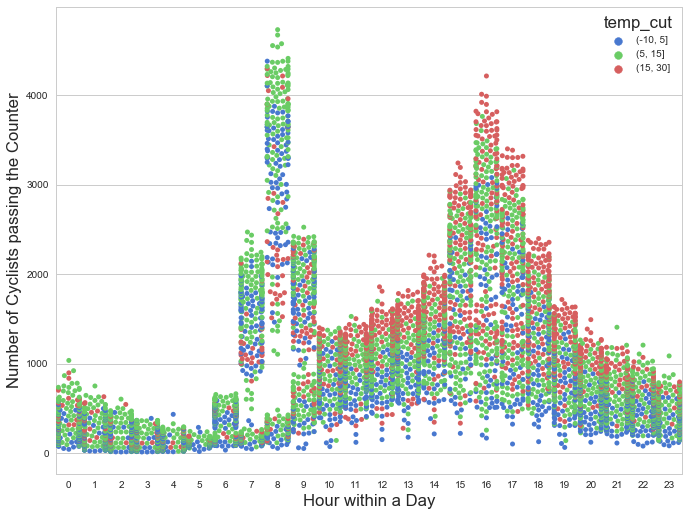 temp_cut
(-10, 5]
(5, 15]
(15, 30]
Number of Cyclists passing the Counter
4000
3000
2000
1000
0
0 1 2 3 4 5 6 7 8 9 10 11 12 13 14 15 16 17 18 19 20 21 22 23
Hour within a Day